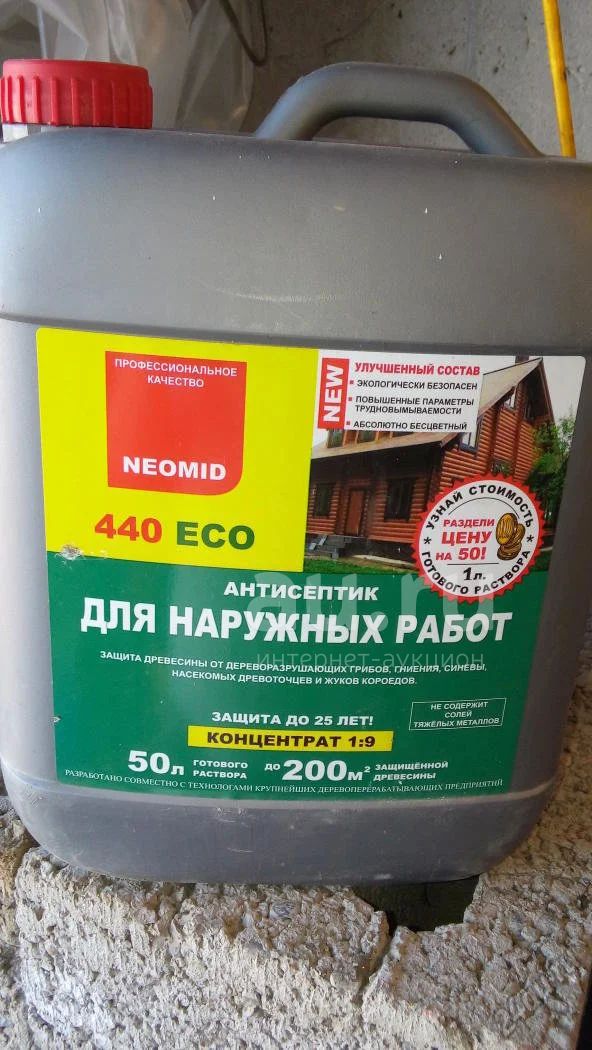 ПРОФЕССИОНАЛЬНОЕ
КАЧЕСТВО
NEOMID
440 ECO
NEW
УЛУЧШЕННЫЙ СОСТАВ
ЭКОЛОГИЧЕСКИ БЕЗОПАСЕН
ПОВЫШЕННЫЕ ПАРАМЕТРЫ
ТРУДНОВЫМЫВАЕМОСТИ
АБСОЛЮТНО БЕСЦВЕТНЫЙ
УЗНАЙ СТОИМОСТЬ
РАЗДЕЛИ
ЦЕНУ
НА 50!
1л.
ГОТОВОГО РАСТВОРА
АНТИСЕПТИК
ДЛЯ НАРУЖНЫХ РАБОТ
au.ru
интернет-аукцион
ЗАЩИТА ДРЕВЕСИНЫ ОТ ДЕРЕВОРАЗРУШАЮЩИХ ГРИБОВ, ГНИЕНИЯ, СИНЕВЫ,
НАСЕКОМЫХ ДРЕВОТОЧЦЕВ И ЖУКОВ КОРОЕДОВ.
НЕ СОДЕРЖИТ
СОЛЕЙ
ТЯЖЁЛЫХ МЕТАЛЛОВ
ЗАЩИТА ДО 25 ЛЕТ!
КОНЦЕНТРАТ 1:9
50л ГОТОВОГО РАСТВОРА ДО 200м² ЗАЩИЩЁННОЙ ДРЕВЕСИНЫ
РАЗРАБОТАНО СОВМЕСТНО С ТЕХНОЛОГАМИ КРУПНЕЙШИХ ДЕРЕВОПЕРЕРАБАТЫВАЮЩИХ ПРЕДПРИЯТИЙ